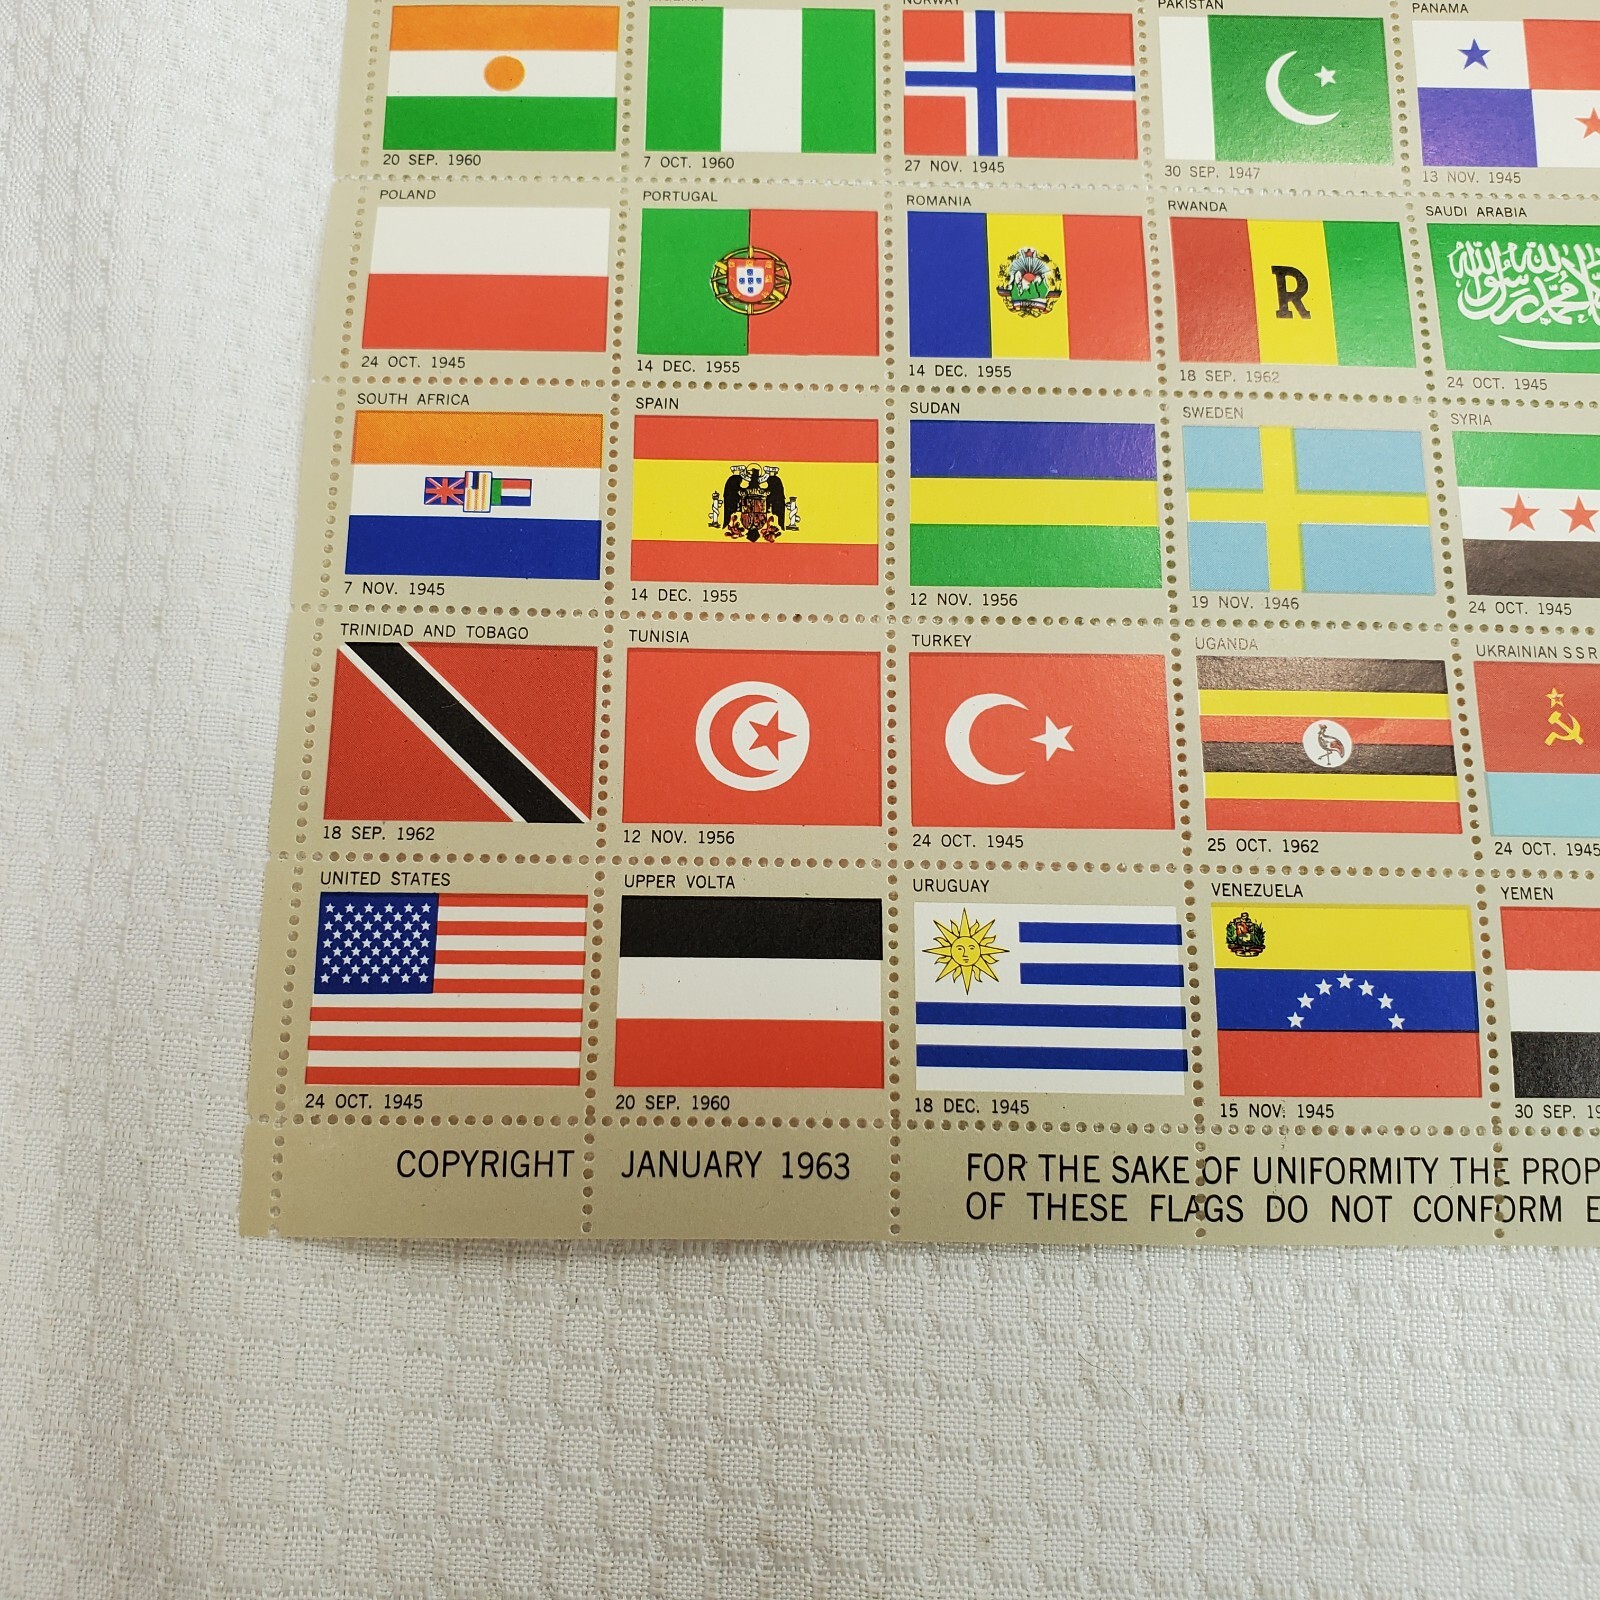 NORWAY
PAKISTAN
PANAMA
20 SEP. 1960
7 OCT. 1960
27 NOV. 1945
30 SEP. 1947
13 NOV. 1945
POLAND
PORTUGAL
ROMANIA
RWANDA
SAUDI ARABIA
R
24 OCT. 1945
14 DEC. 1955
14 DEC. 1955
18 SEP. 1962
24 OCT. 1945
SOUTH AFRICA
SPAIN
SUDAN
SWEDEN
SYRIA
7 NOV. 1945
14 DEC. 1955
12 NOV. 1956
19 NOV. 1946
24 OCT. 1945
TRINIDAD AND TOBAGO
TUNISIA
TURKEY
UGANDA
UKRAINIAN S S R
18 SEP. 1962
12 NOV. 1956
24 OCT. 1945
25 OCT. 1962
24 OCT. 1945
UNITED STATES
UPPER VOLTA
URUGUAY
VENEZUELA
YEMEN
24 OCT. 1945
20 SEP. 1960
18 DEC. 1945
15 NOV. 1945
30 SEP.
COPYRIGHT JANUARY 1963
FOR THE SAKE OF UNIFORMITY THE PROP
OF THESE FLAGS DO NOT CONFORM E